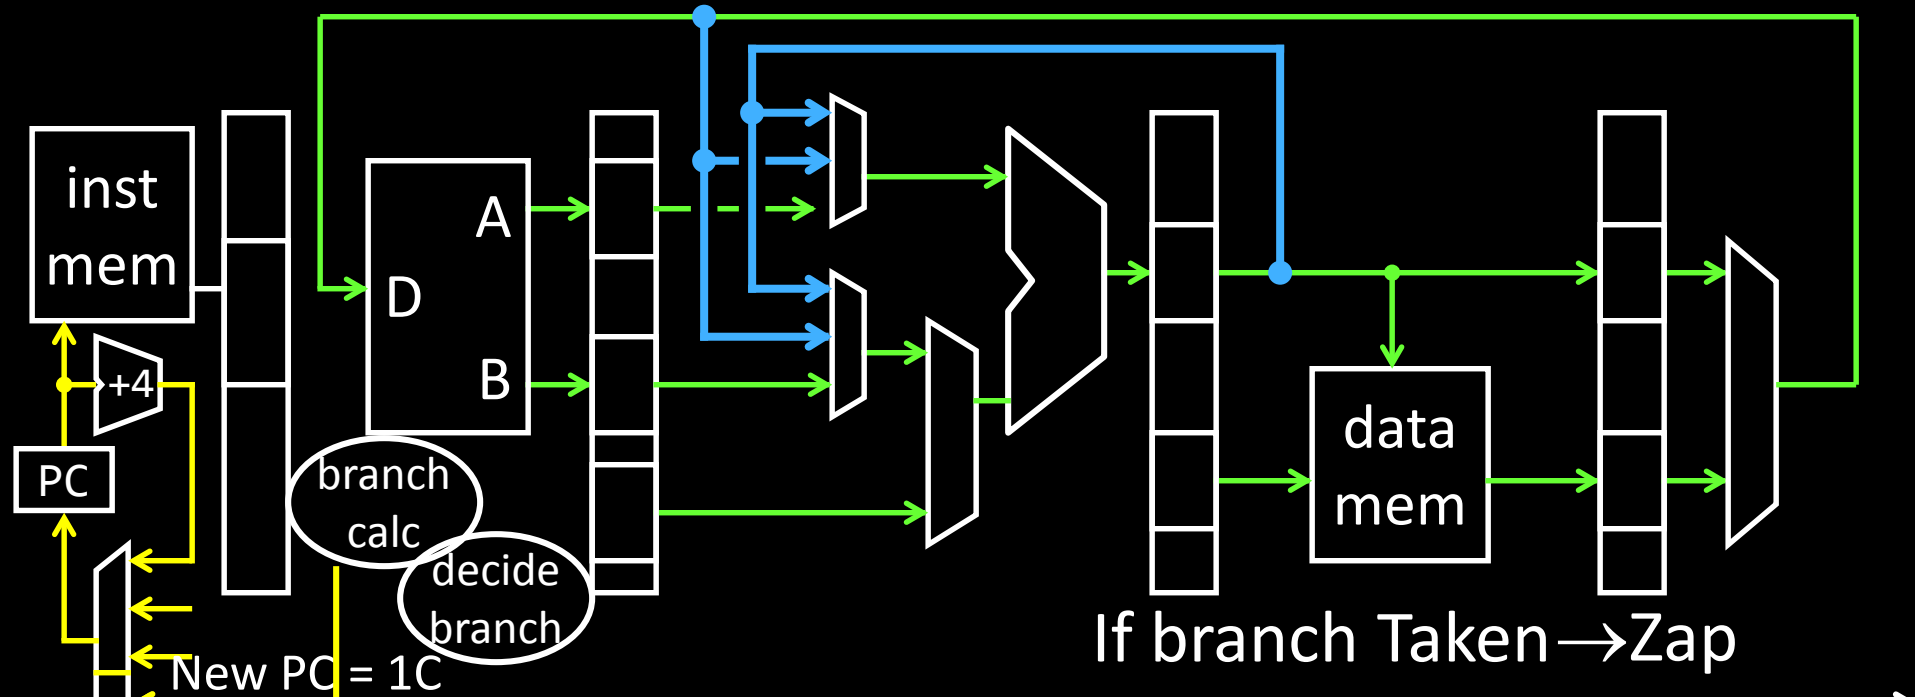 inst
mem
+4
PC
A
D
B
branch
calc
decide
branch
New PC = 1C
data
mem
If branch Taken→Zap